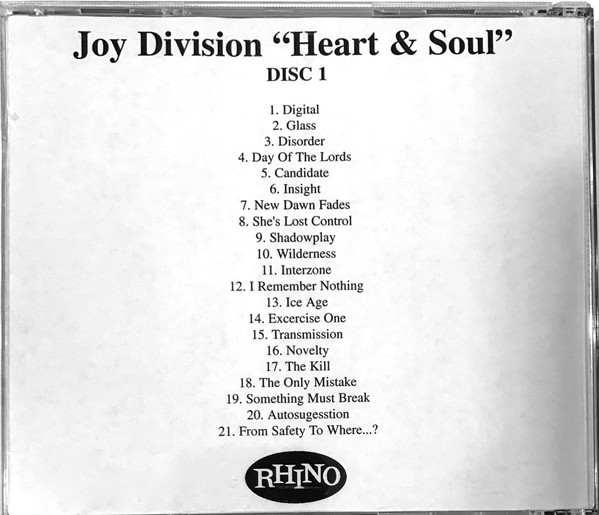 Joy Division “Heart & Soul”
DISC 1
1. Digital
2. Glass
3. Disorder
4. Day Of The Lords
5. Candidate
6. Insight
7. New Dawn Fades
8. She's Lost Control
9. Shadowplay
10. Wilderness
11. Interzone
12. I Remember Nothing
13. Ice Age
14. Excercise One
15. Transmission
16. Novelty
17. The Kill
18. The Only Mistake
19. Something Must Break
20. Autosugesstion
21. From Safety To Where...?
RHINO